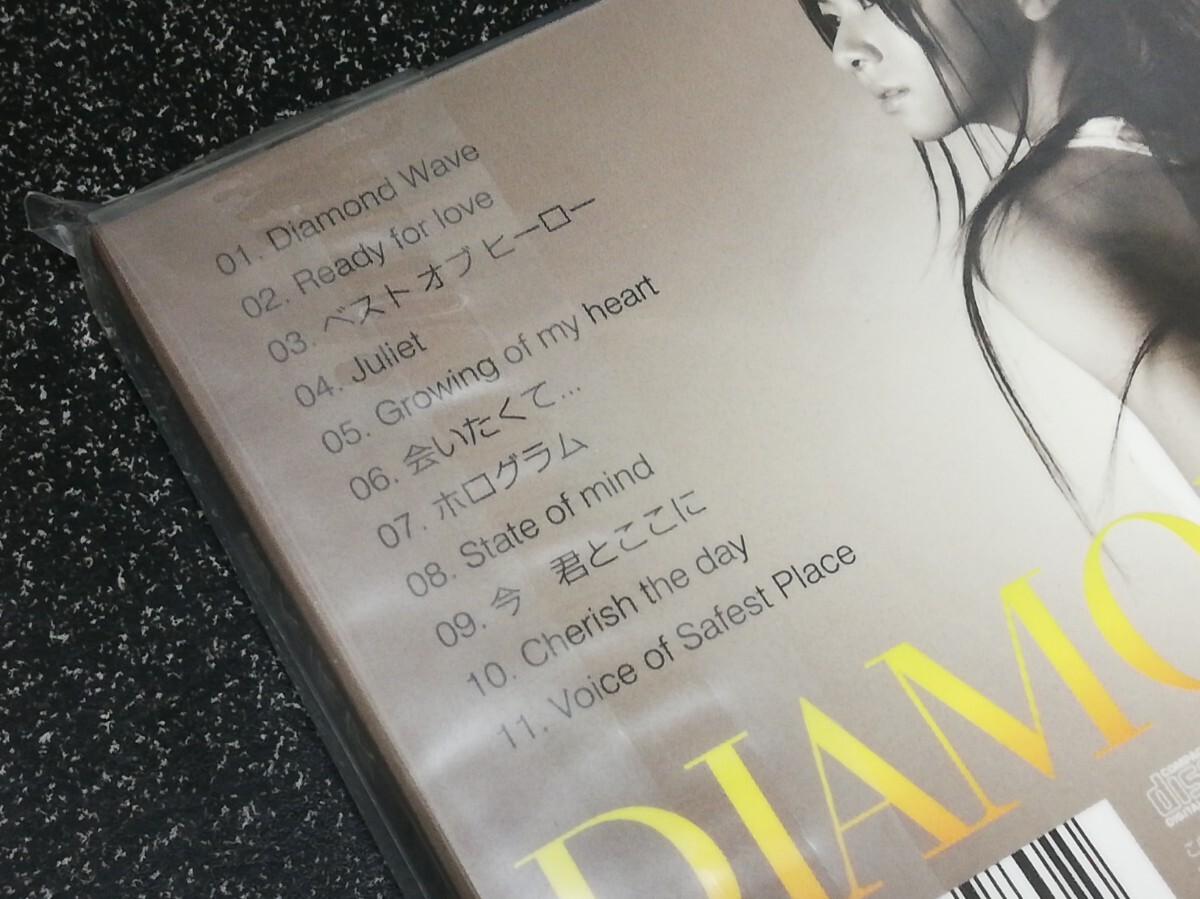 01. Diamond Wave
02. Ready for love
03. ベスト オブ ヒーロー
04. Juliet
05. Growing of my heart
06. 会いたくて…
07. ホログラム
08. State of mind
09. 今　君とここに
10. Cherish the day
11. Voice of Safest Place
DIAMO